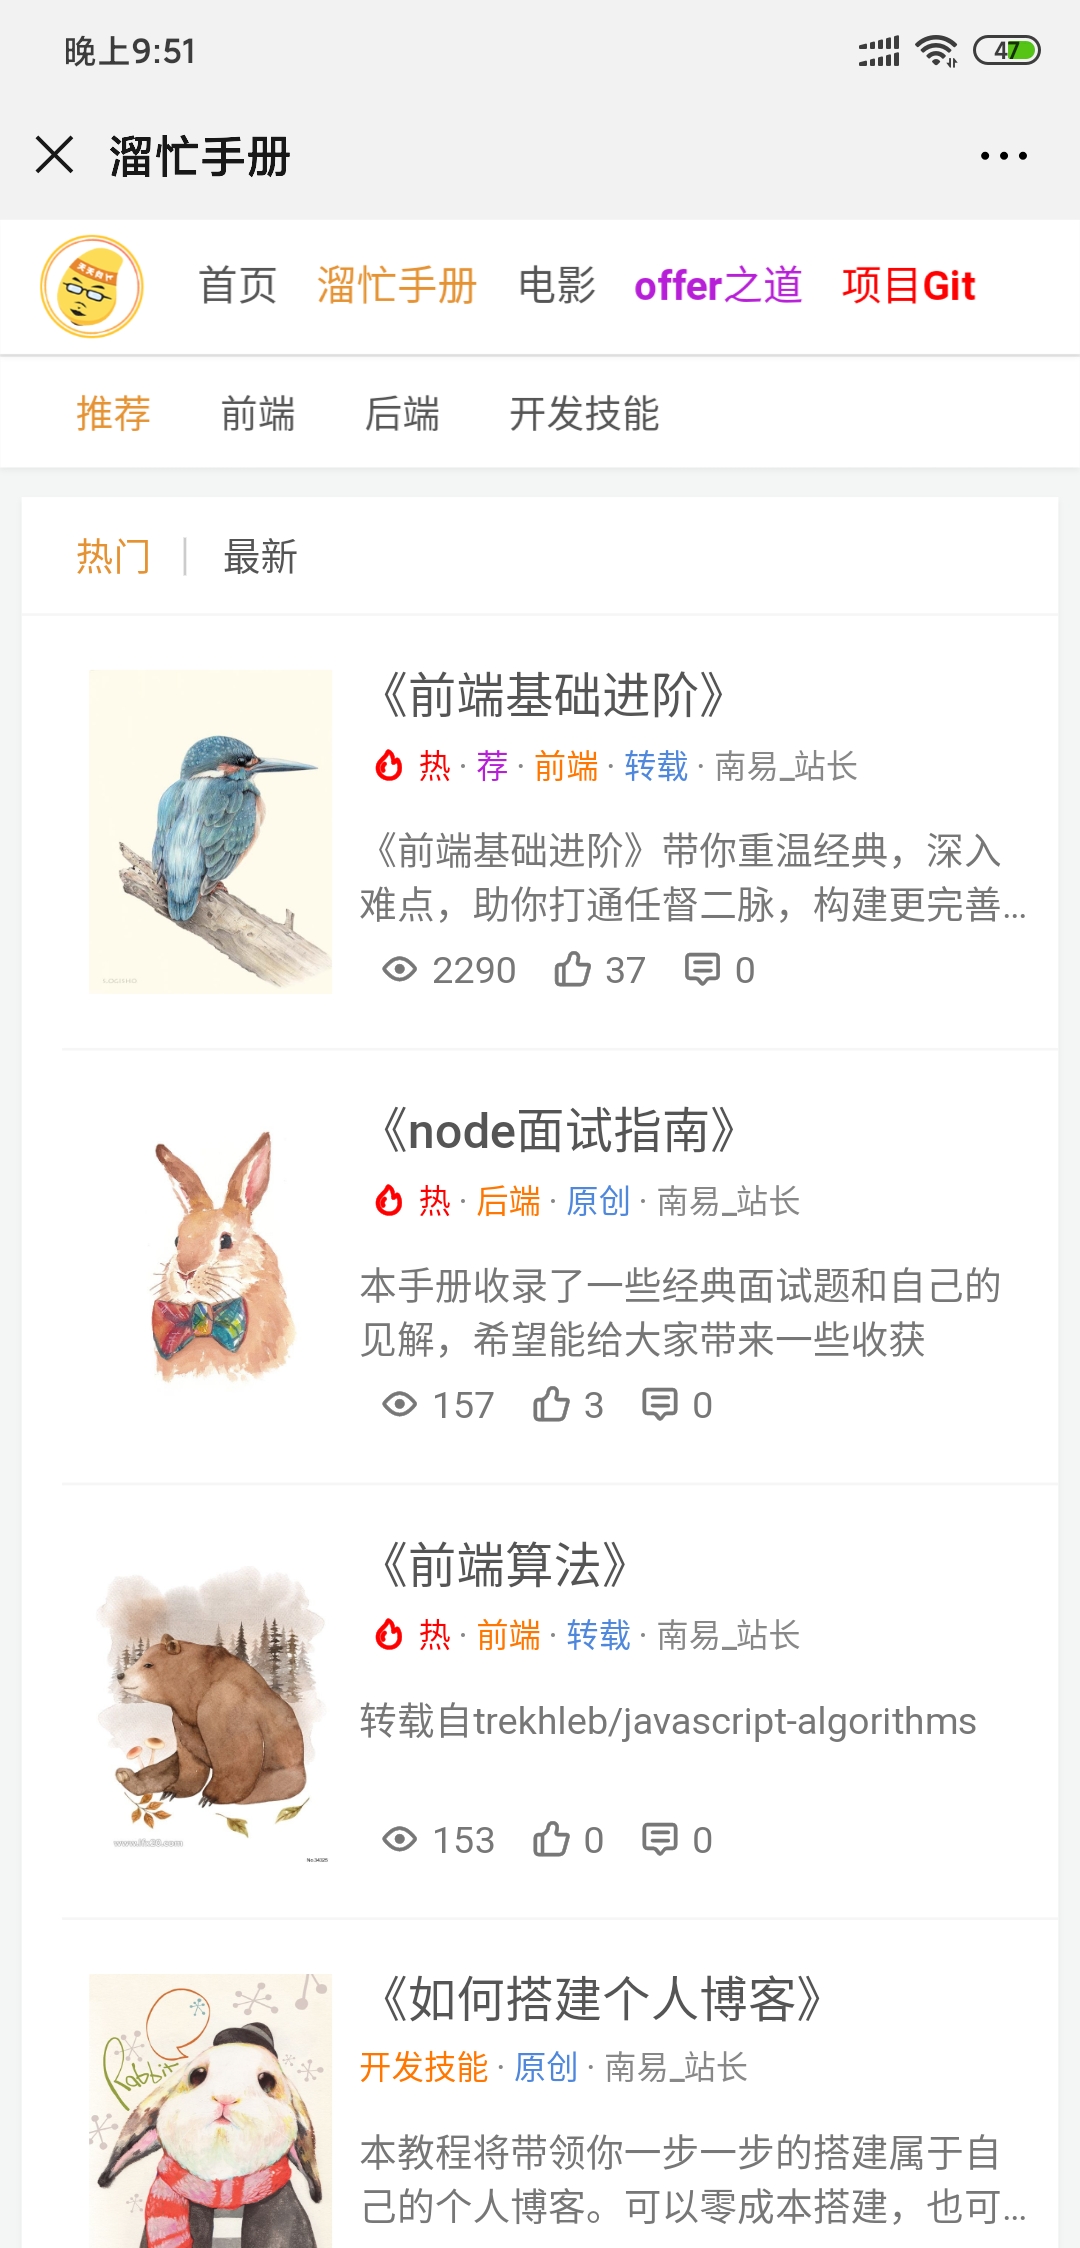 晚上9:51
47
溜忙手册
首页 溜忙手册 电影 offer之道 项目Git
推荐 前端 后端 开发技能
热门 | 最新
《前端基础进阶》
热 · 荐 · 前端 · 转载 · 南易_站长
《前端基础进阶》带你重温经典，深入
难点，助你打通任督二脉，构建更完善...
2290 37 0
《node面试指南》
热 · 后端 · 原创 · 南易_站长
本手册收录了一些经典面试题和自己的
见解，希望能给大家带来一些收获
157 3 0
《前端算法》
热 · 前端 · 转载 · 南易_站长
转载自trekhleb/javascript-algorithms
153 0 0
《如何搭建个人博客》
开发技能 · 原创 · 南易_站长
Rabbit
本教程将带领你一步一步的搭建属于自
己的个人博客。可以零成本搭建，也可...